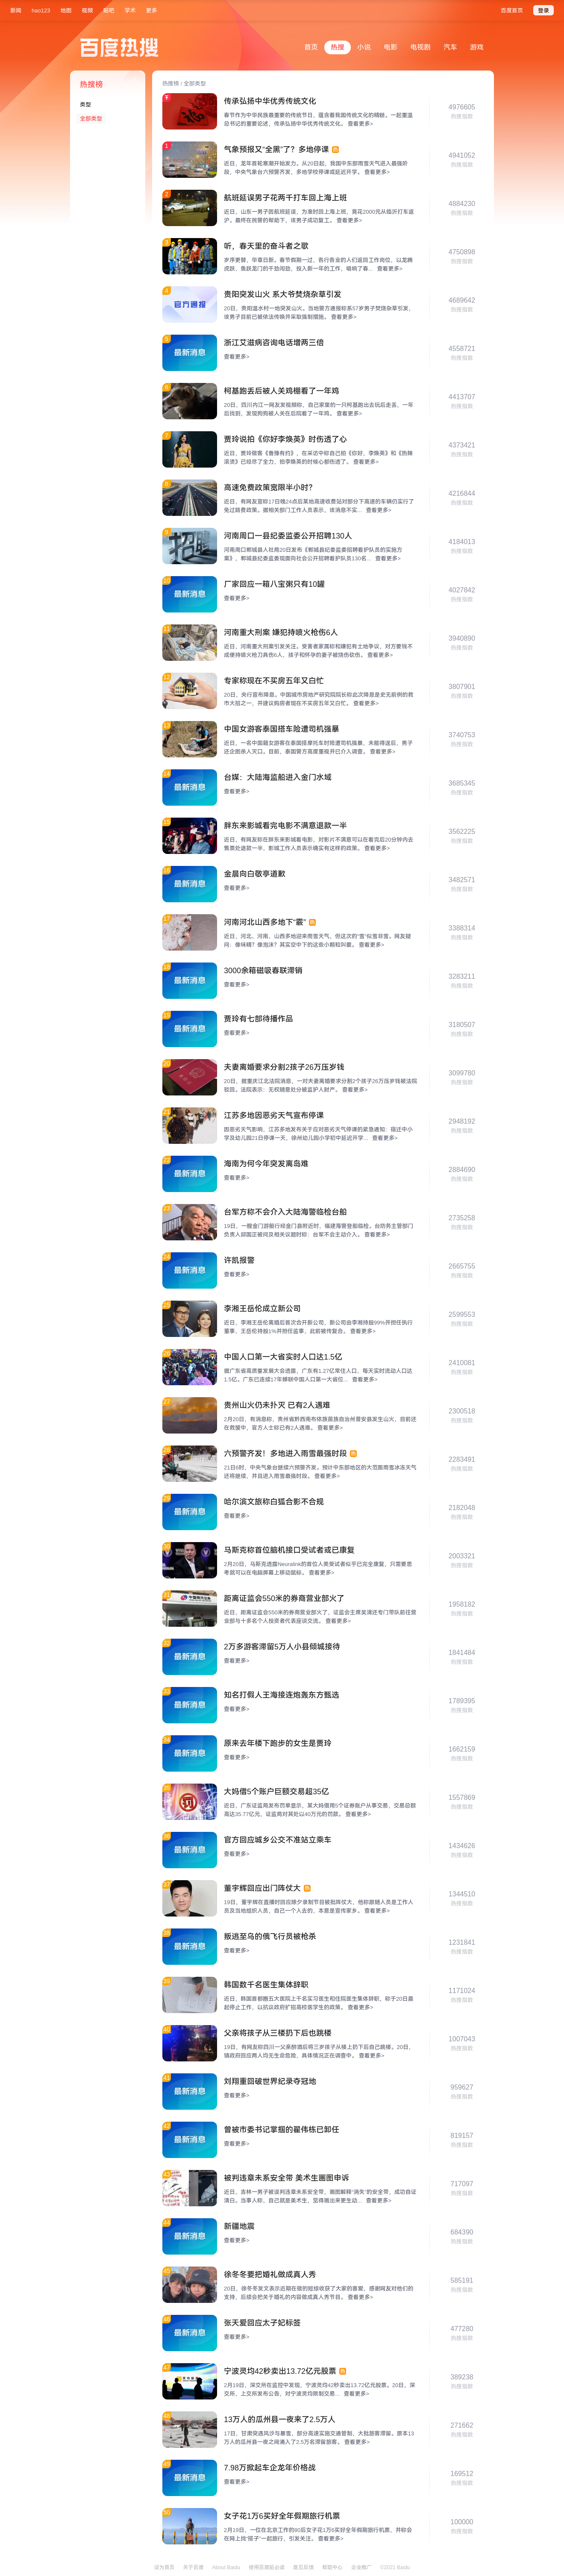 新闻 hao123 地图 视频 贴吧 学术 更多 百度首页 登录
百度热搜
首页 热搜 小说 电影 电视剧 汽车 游戏
热搜榜
类型
全部类型
热搜榜 / 全部类型
传承弘扬中华优秀传统文化
春节作为中华民族最重要的传统节日，蕴含着我国传统文化的精髓。一起重温总书记的重要论述，传承弘扬中华优秀传统文化。 查看更多>
4976605
热搜指数
1
气象预报又“全黑”了？多地停课 热
近日，龙年首轮寒潮开始发力。从20日起，我国中东部雨雪天气进入最强阶段，中央气象台六预警齐发，多地学校停课或延迟开学。 查看更多>
4941052
热搜指数
2
航班延误男子花两千打车回上海上班
近日，山东一男子因航班延误，为准时回上海上班，竟花2000元从临沂打车返沪。最终在民警的帮助下，该男子成功复工。 查看更多>
4884230
热搜指数
3
听，春天里的奋斗者之歌
岁序更替，华章日新。春节假期一过，各行各业的人们返回工作岗位，以龙腾虎跃、鱼跃龙门的干劲闯劲，投入新一年的工作，唱响了春... 查看更多>
4750898
热搜指数
4
官方通报
贵阳突发山火 系大爷焚烧杂草引发
20日，贵阳温水村一地突发山火。当地警方通报称系57岁男子焚烧杂草引发，该男子目前已被依法传唤并采取强制措施。 查看更多>
4689642
热搜指数
5
最新消息
浙江艾滋病咨询电话增两三倍
查看更多>
4558721
热搜指数
6
柯基跑丢后被人关鸡棚看了一年鸡
20日，四川内江一网友发视频称，自己家里的一只柯基跑出去玩后走丢，一年后找到，发现狗狗被人关在后院看了一年鸡。 查看更多>
4413707
热搜指数
7
贾玲说拍《你好李焕英》时伤透了心
近日，贾玲做客《鲁豫有约》，在采访中称自己拍《你好，李焕英》和《热辣滚烫》已经尽了全力，拍李焕英的时候心都伤透了。 查看更多>
4373421
热搜指数
8
高速免费政策宽限半小时？
近日，有网友宣称17日晚24点后某地高速收费站对部分下高速的车辆仍实行了免过路费政策。据相关部门工作人员表示，该消息不实... 查看更多>
4216844
热搜指数
9
河南周口一县纪委监委公开招聘130人
河南周口郸城县人社局20日发布《郸城县纪委监委招聘看护队员的实施方案》，郸城县纪委监委现面向社会公开招聘看护队员130名... 查看更多>
4184013
热搜指数
10
最新消息
厂家回应一箱八宝粥只有10罐
查看更多>
4027842
热搜指数
11
河南重大刑案 嫌犯持喷火枪伤6人
近日，河南重大刑案引发关注。受害者家属称和嫌犯有土地争议，对方要钱不成便持喷火枪刀具伤6人，孩子和怀孕的妻子被烧伤砍伤。 查看更多>
3940890
热搜指数
12
专家称现在不买房五年又白忙
20日，央行宣布降息。中国城市房地产研究院院长称此次降息是史无前例的救市大招之一，并建议购房者现在不买房五年又白忙。 查看更多>
3807901
热搜指数
13
中国女游客泰国搭车险遭司机强暴
近日，一名中国籍女游客在泰国搭摩托车时险遭司机强暴，未能得逞后，男子还企图杀人灭口。目前，泰国警方高度重视并已介入调查。 查看更多>
3740753
热搜指数
14
最新消息
台媒：大陆海监船进入金门水域
查看更多>
3685345
热搜指数
15
胖东来影城看完电影不满意退款一半
近日，有网友称在胖东来影城看电影，对影片不满意可以在看完后20分钟内去售票处退款一半，影城工作人员表示确实有这样的政策。 查看更多>
3562225
热搜指数
16
最新消息
金晨向白敬亭道歉
查看更多>
3482571
热搜指数
17
河南河北山西多地下“霰” 热
近日，河北、河南、山西多地迎来雨雪天气，但这次的“雪”似雪非雪。网友疑问：像味精？像泡沫？其实空中下的这些小颗粒叫霰。 查看更多>
3388314
热搜指数
18
最新消息
3000余箱磁吸春联滞销
查看更多>
3283211
热搜指数
19
最新消息
贾玲有七部待播作品
查看更多>
3180507
热搜指数
20
夫妻离婚要求分割2孩子26万压岁钱
20日，据重庆江北法院消息，一对夫妻离婚要求分割2个孩子26万压岁钱被法院驳回。法院表示：无权随意处分被监护人财产。 查看更多>
3099780
热搜指数
21
江苏多地因恶劣天气宣布停课
因恶劣天气影响，江苏多地发布关于应对恶劣天气停课的紧急通知：宿迁中小学及幼儿园21日停课一天，徐州幼儿园小学初中延迟开学... 查看更多>
2948192
热搜指数
22
最新消息
海南为何今年突发离岛难
查看更多>
2884690
热搜指数
23
台军方称不会介入大陆海警临检台船
19日，一艘金门游艇行经金门县附近时，福建海警登船临检。台防务主管部门负责人邱国正被问及相关议题时称：台军不会主动介入。 查看更多>
2735258
热搜指数
24
最新消息
许凯报警
查看更多>
2665755
热搜指数
25
李湘王岳伦成立新公司
近日，李湘王岳伦离婚后首次合开新公司，新公司由李湘持股99%并担任执行董事，王岳伦持股1%并担任监事，此前被传复合。 查看更多>
2599553
热搜指数
26
中国人口第一大省实时人口达1.5亿
据广东省高质量发展大会透露，广东有1.27亿常住人口，每天实时流动人口达1.5亿。广东已连续17年蝉联中国人口第一大省位... 查看更多>
2410081
热搜指数
27
贵州山火仍未扑灭 已有2人遇难
2月20日，有消息称，贵州省黔西南布依族苗族自治州普安县发生山火，目前还在救援中，官方人士称已有2人遇难。 查看更多>
2300518
热搜指数
28
六预警齐发！多地进入雨雪最强时段 热
21日6时，中央气象台继续六预警齐发。预计中东部地区的大范围雨雪冰冻天气还将继续，并且进入雨雪最强时段。 查看更多>
2283491
热搜指数
29
最新消息
哈尔滨文旅称白狐合影不合规
查看更多>
2182048
热搜指数
30
马斯克称首位脑机接口受试者或已康复
2月20日，马斯克透露Neuralink的首位人类受试者似乎已完全康复，只需要思考就可以在电脑屏幕上移动鼠标。 查看更多>
2003321
热搜指数
31
距离证监会550米的券商营业部火了
近日，距离证监会550米的券商营业部火了，证监会主席吴清还专门带队前往营业部与十多名个人投资者代表座谈交流。 查看更多>
1958182
热搜指数
32
最新消息
2万多游客滞留5万人小县倾城接待
查看更多>
1841484
热搜指数
33
最新消息
知名打假人王海接连炮轰东方甄选
查看更多>
1789395
热搜指数
34
最新消息
原来去年楼下跑步的女生是贾玲
查看更多>
1662159
热搜指数
35
大妈借5个账户巨额交易超35亿
近日，广东证监局发布罚单显示，某大妈借用5个证券账户从事交易，交易总额高达35.77亿元，证监局对其处以40万元的罚款。 查看更多>
1557869
热搜指数
36
最新消息
官方回应城乡公交不准站立乘车
查看更多>
1434626
热搜指数
37
董宇辉回应出门阵仗大 热
19日，董宇辉在直播时回应除夕录制节目被批阵仗大，他称跟随人员是工作人员及当地组织人员，自己一个人去的，本意是宣传家乡。 查看更多>
1344510
热搜指数
38
最新消息
叛逃至乌的俄飞行员被枪杀
查看更多>
1231841
热搜指数
39
韩国数千名医生集体辞职
近日，韩国首都圈五大医院上千名实习医生和住院医生集体辞职，称于20日最起停止工作，以抗议政府扩招高校医学生的政策。 查看更多>
1171024
热搜指数
40
父亲将孩子从三楼扔下后也跳楼
19日，有网友称四川一父亲醉酒后将三岁孩子从楼上扔下后自己跳楼。20日，镇政府回应两人均无生命危险，具体情况正在调查中。 查看更多>
1007043
热搜指数
41
最新消息
刘翔重回破世界纪录夺冠地
查看更多>
959627
热搜指数
42
最新消息
曾被市委书记掌掴的翟伟栋已卸任
查看更多>
819157
热搜指数
43
被判违章未系安全带 美术生画图申诉
近日，吉林一男子被误判违章未系安全带，画图解释“消失”的安全带，成功自证清白。当事人称，自己就是美术生，觉得画出来更生动... 查看更多>
717097
热搜指数
44
最新消息
新疆地震
查看更多>
684390
热搜指数
45
徐冬冬要把婚礼做成真人秀
20日，徐冬冬发文表示近期在做的短综收获了大家的喜爱，感谢网友对他们的支持，后续会把关于婚礼的内容做成真人秀节目。 查看更多>
585191
热搜指数
46
最新消息
张天爱回应太子妃标签
查看更多>
477280
热搜指数
47
宁波灵均42秒卖出13.72亿元股票 热
2月19日，深交所在监控中发现，宁波灵均42秒卖出13.72亿元股票。20日，深交所、上交所发布公告，对宁波灵均限制交易... 查看更多>
389238
热搜指数
48
13万人的瓜州县一夜来了2.5万人
17日，甘肃突遇风沙与暴雪，部分高速实施交通管制，大批旅客滞留。原本13万人的瓜州县一夜之间涌入了2.5万名滞留旅客。 查看更多>
271662
热搜指数
49
最新消息
7.98万掀起车企龙年价格战
查看更多>
169512
热搜指数
50
女子花1万6买好全年假期旅行机票
2月19日，一位在北京工作的80后女子花1万6买好全年假期旅行机票，并称会在网上找“搭子”一起旅行，引发关注。 查看更多>
100000
热搜指数
设为首页 关于百度 About Baidu 使用百度前必读 意见反馈 帮助中心 企业推广 ©2021 Baidu